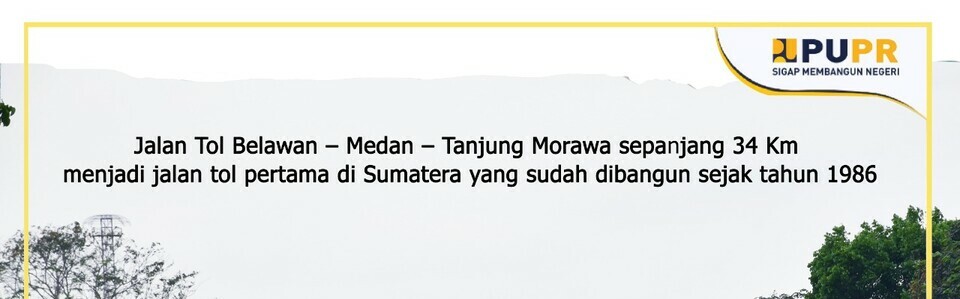 PUPR
SIGAP MEMBANGUN NEGERI
Jalan Tol Belawan – Medan – Tanjung Morawa sepanjang 34 Km
menjadi jalan tol pertama di Sumatera yang sudah dibangun sejak tahun 1986